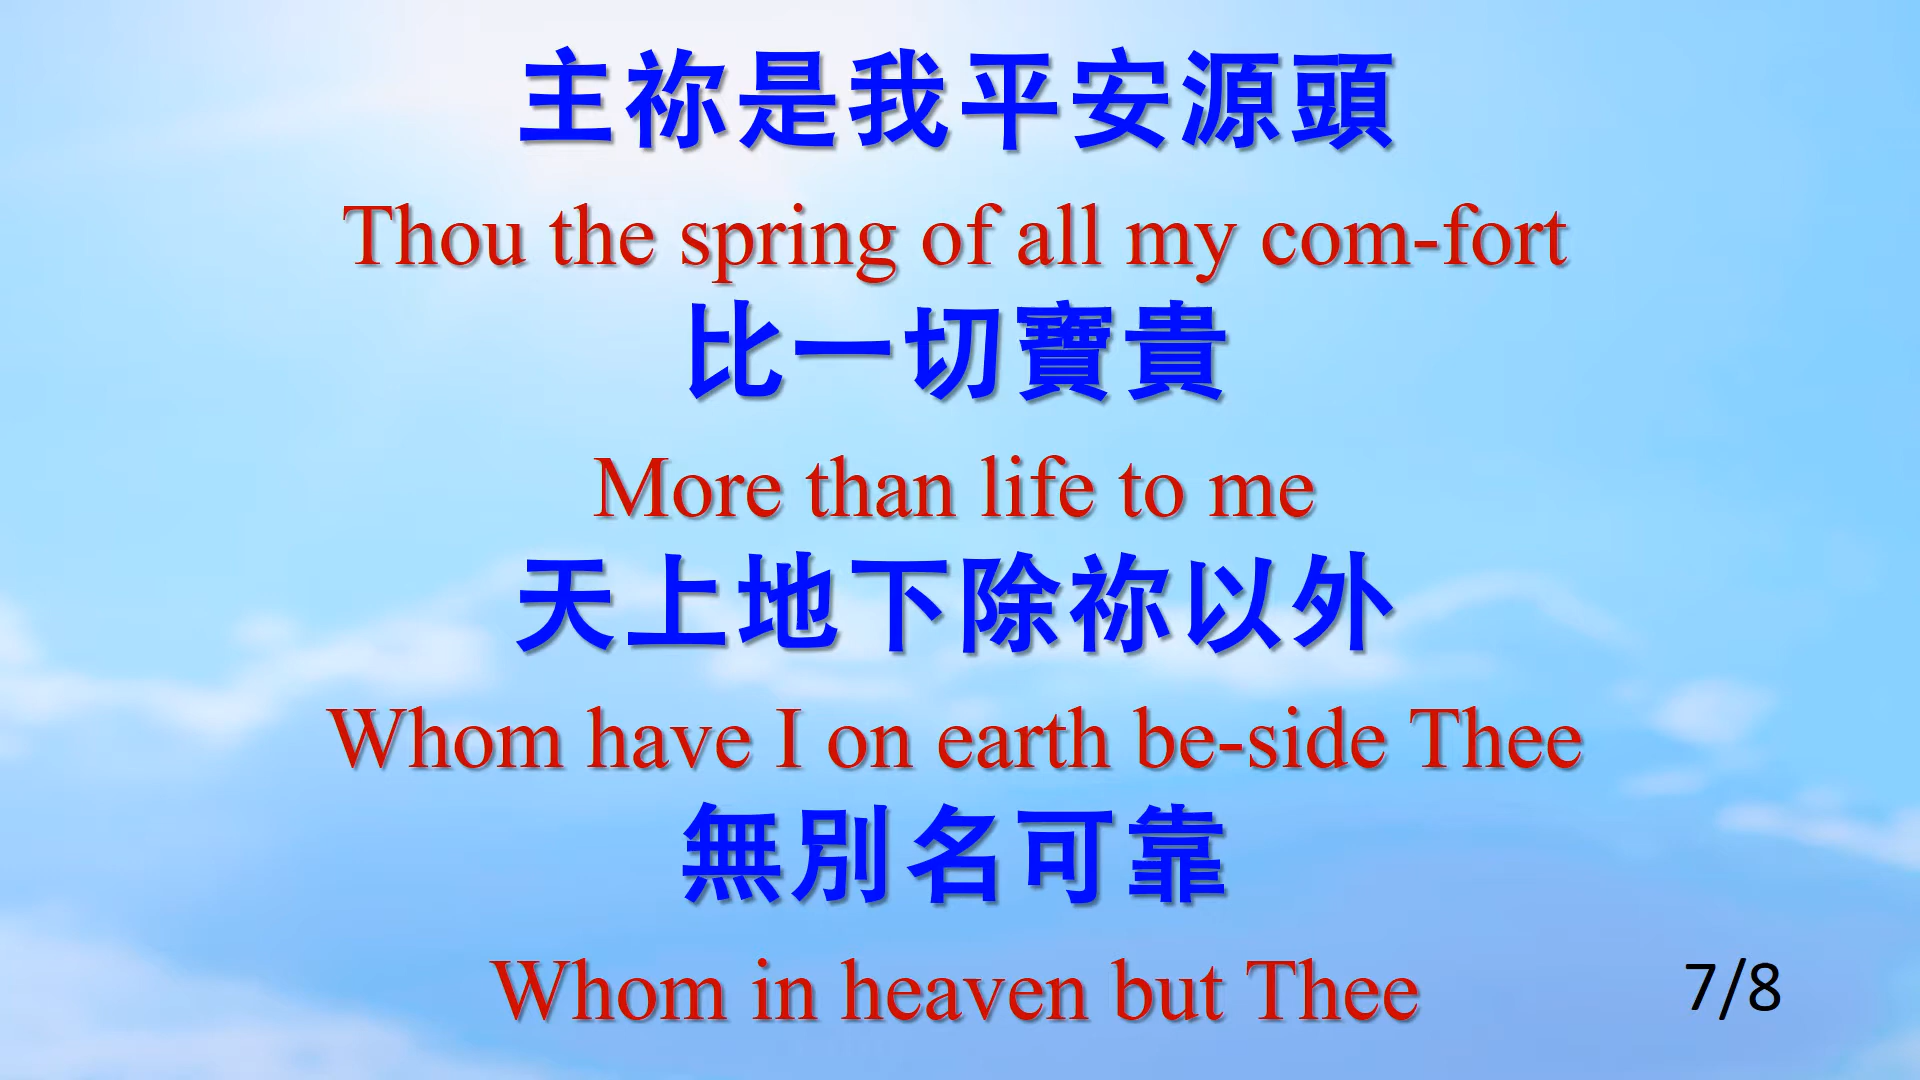 主袮是我平安源頭
Thou the spring of all my com-fort
比一切寶貴
More than life to me
天上地下除袮以外
Whom have I on earth be-side Thee
無別名可靠
Whom in heaven but Thee
7/8